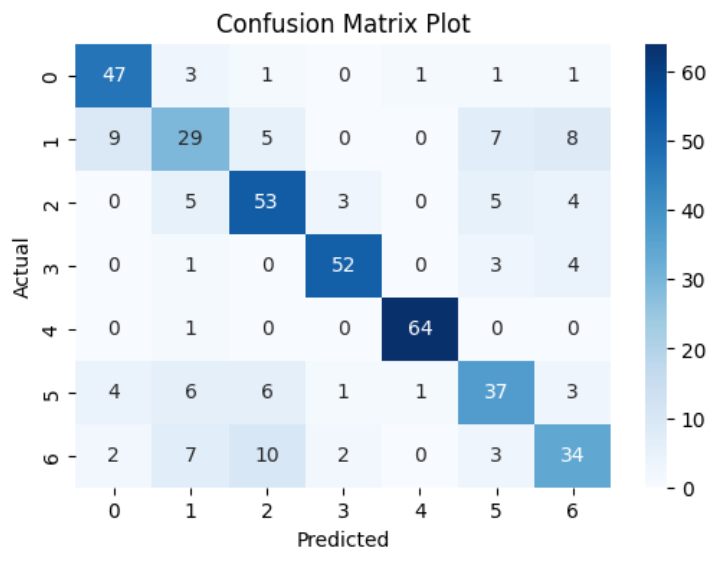 Confusion Matrix Plot
0 47 3 1 0 1 1 1
1 9 29 5 0 0 7 8
2 0 5 53 3 0 5 4
3 0 1 0 52 0 3 4
4 0 1 0 0 64 0 0
5 4 6 6 1 1 37 3
6 2 7 10 2 0 3 34
0 1 2 3 4 5 6
Actual
Predicted
60
50
40
30
20
10
0